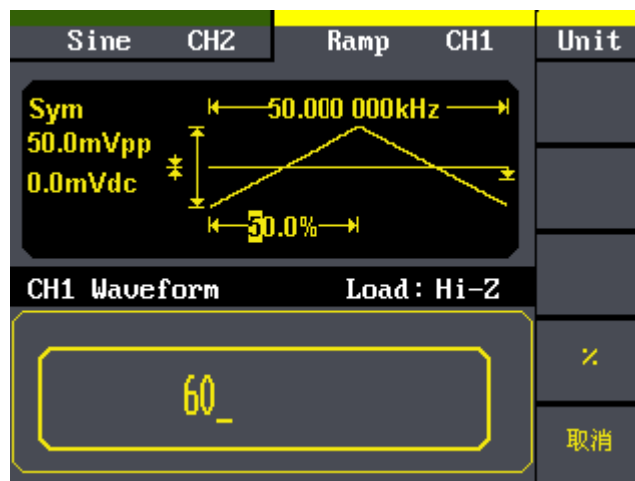 Sine CH2 Ramp CH1 Unit
Sym 50.000 000kHz
50.0mVpp
0.0mVdc
50.0%
CH1 Waveform Load: Hi-Z
60_
%
取消